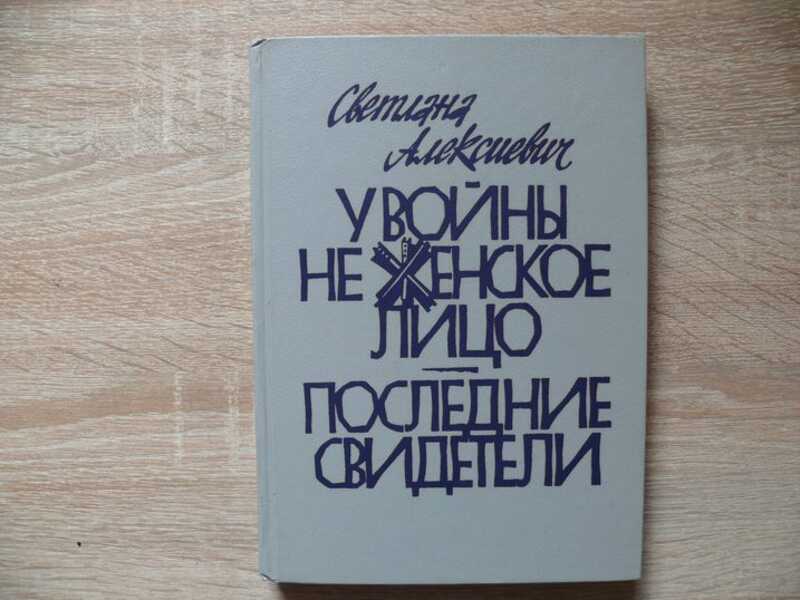 Светлана
Алексиевич
У ВОЙНЫ
НЕ ЖЕНСКОЕ
ЛИЦО
ПОСЛЕДНИЕ
СВИДЕТЕЛИ